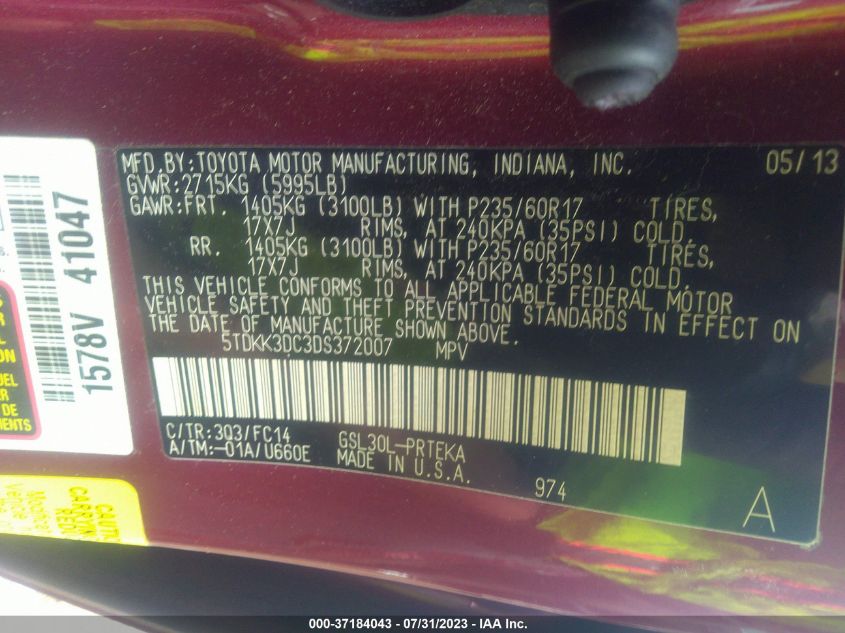 MFD. BY: TOYOTA MOTOR MANUFACTURING, INDIANA, INC. 05/13
GVWR: 2715KG (5995LB)
GAWR: FRT. 1405KG (3100LB) WITH P235/60R17 TIRES,
17X7J RIMS, AT 240KPA (35PSI) COLD,
RR. 1405KG (3100LB) WITH P235/60R17 TIRES,
17X7J RIMS, AT 240KPA (35PSI) COLD.
THIS VEHICLE CONFORMS TO ALL APPLICABLE FEDERAL MOTOR
VEHICLE SAFETY AND THEFT PREVENTION STANDARDS IN EFFECT ON
THE DATE OF MANUFACTURE SHOWN ABOVE.
5TDKK3DC3DS372007 MPV
C/TR: 3Q3/FC14 GSL30L-PRTEKA
A/TM: -01A/U660E MADE IN U.S.A.
974
A
1578V 41047
UEL
DE
MENTS
000-37184043 / 07/31/2023 / IAA Inc.